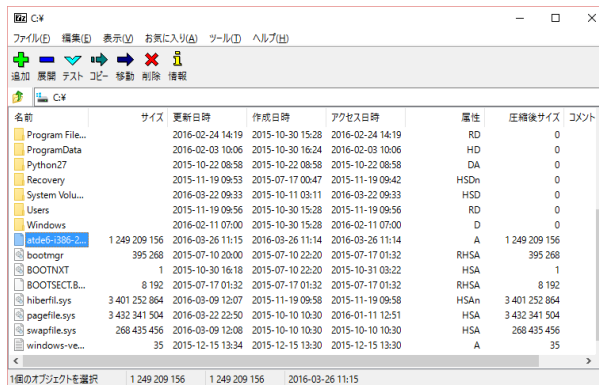 7z C:¥
ファイル(F) 編集(E) 表示(V) お気に入り(A) ツール(T) ヘルプ(H)
追加 展開 テスト コピー 移動 削除 情報
C:¥
名前 サイズ 更新日時 作成日時 アクセス日時 属性 圧縮後サイズ コメント
Program File... 2016-02-24 14:19 2015-10-30 15:28 2016-02-24 14:19 RD 0
ProgramData 2016-02-03 10:06 2015-10-30 16:24 2016-02-03 10:06 HD 0
Python27 2015-10-22 08:58 2015-10-22 08:58 2015-10-22 08:58 DA 0
Recovery 2015-11-19 09:53 2015-07-17 00:47 2015-11-19 09:42 HSDn 0
System Volu... 2016-03-22 09:33 2015-10-11 03:11 2016-03-22 09:33 HSD 0
Users 2015-11-19 09:56 2015-10-30 15:28 2015-11-19 09:56 RD 0
Windows 2016-02-11 07:00 2015-10-30 15:28 2016-02-11 07:00 D 0
atde6-i386-2... 1 249 209 156 2016-03-26 11:15 2016-03-26 11:14 2016-03-26 11:14 A 1 249 209 156
bootmgr 395 268 2015-07-10 20:00 2015-07-10 22:20 2015-07-17 01:32 RHSA 395 268
BOOTNXT 1 2015-10-30 16:18 2015-07-10 22:20 2015-10-31 03:22 HSA 1
BOOTSECT.B... 8 192 2015-07-17 01:32 2015-07-17 01:32 2015-07-17 01:32 RHSA 8 192
hiberfil.sys 3 401 252 864 2016-03-09 12:07 2015-11-19 09:58 2015-11-19 09:58 HSAn 3 401 252 864
pagefile.sys 3 432 341 504 2016-03-22 22:50 2015-10-10 10:30 2016-01-11 12:51 HSA 3 432 341 504
swapfile.sys 268 435 456 2016-03-09 12:08 2015-10-10 10:30 2015-10-10 10:30 HSA 268 435 456
windows-ve... 35 2015-12-15 13:34 2015-12-15 13:30 2015-12-15 13:30 A 35
1個のオブジェクトを選択 1 249 209 156 1 249 209 156 2016-03-26 11:15